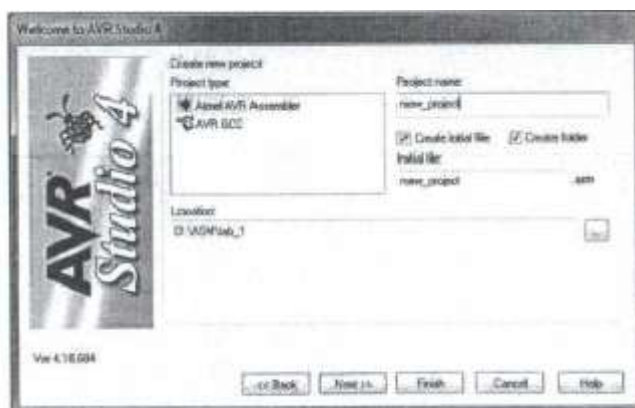 Welcome to AVR Studio 4
Create new project
Project type:
Project name:
Atmel AVR Assembler
AVR GCC
new_project
Create initial file
Create folder
Initial file:
new_project
.asm
Location:
D:\ASM\lab_1
...
AVR Studio 4
Ver 4.18.684
<< Back
Next >>
Finish
Cancel
Help